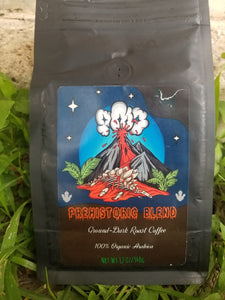 PREHISTORIC BLEND
Ground-Dark Roast Coffee
100% Organic Arabica
NET WT 12 OZ/340g